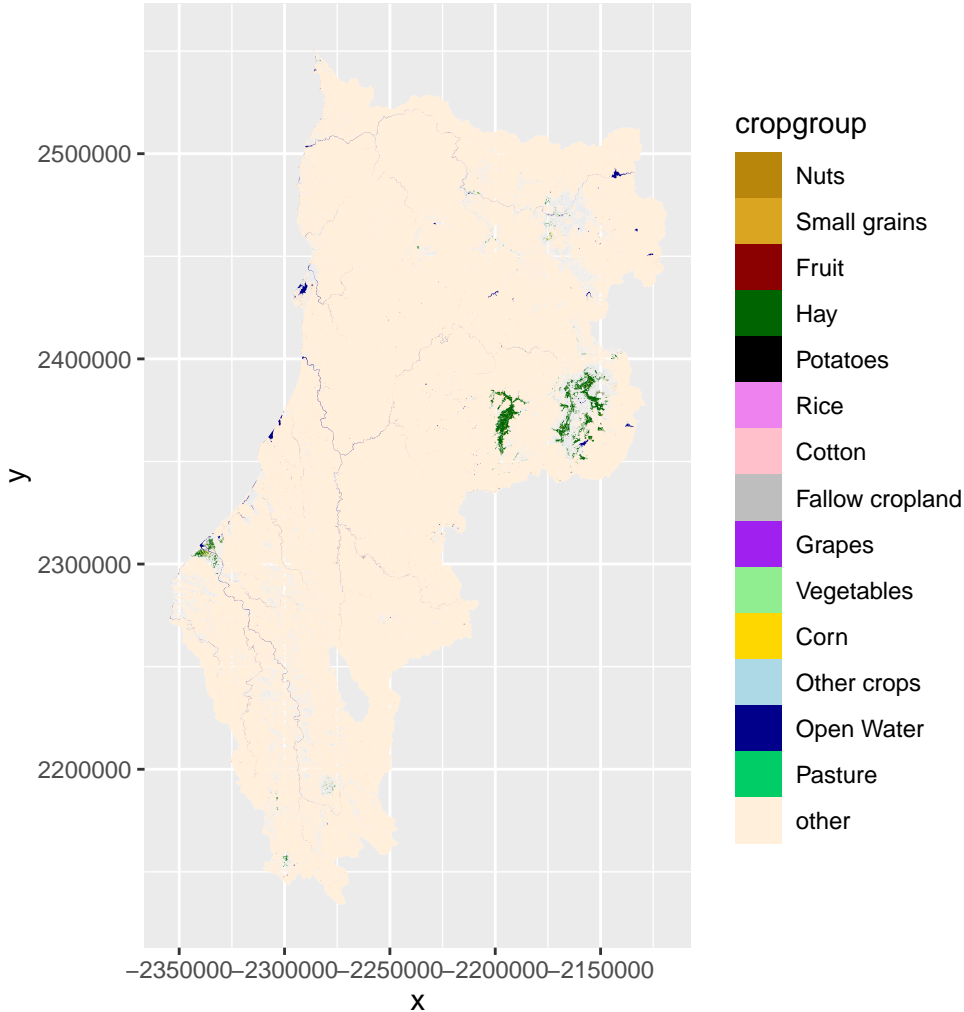 cropgroup
Nuts
Small grains
Fruit
Hay
Potatoes
Rice
Cotton
Fallow cropland
Grapes
Vegetables
Corn
Other crops
Open Water
Pasture
other
2500000
2400000
2300000
2200000
y
−2350000 −2300000 −2250000 −2200000 −2150000
x